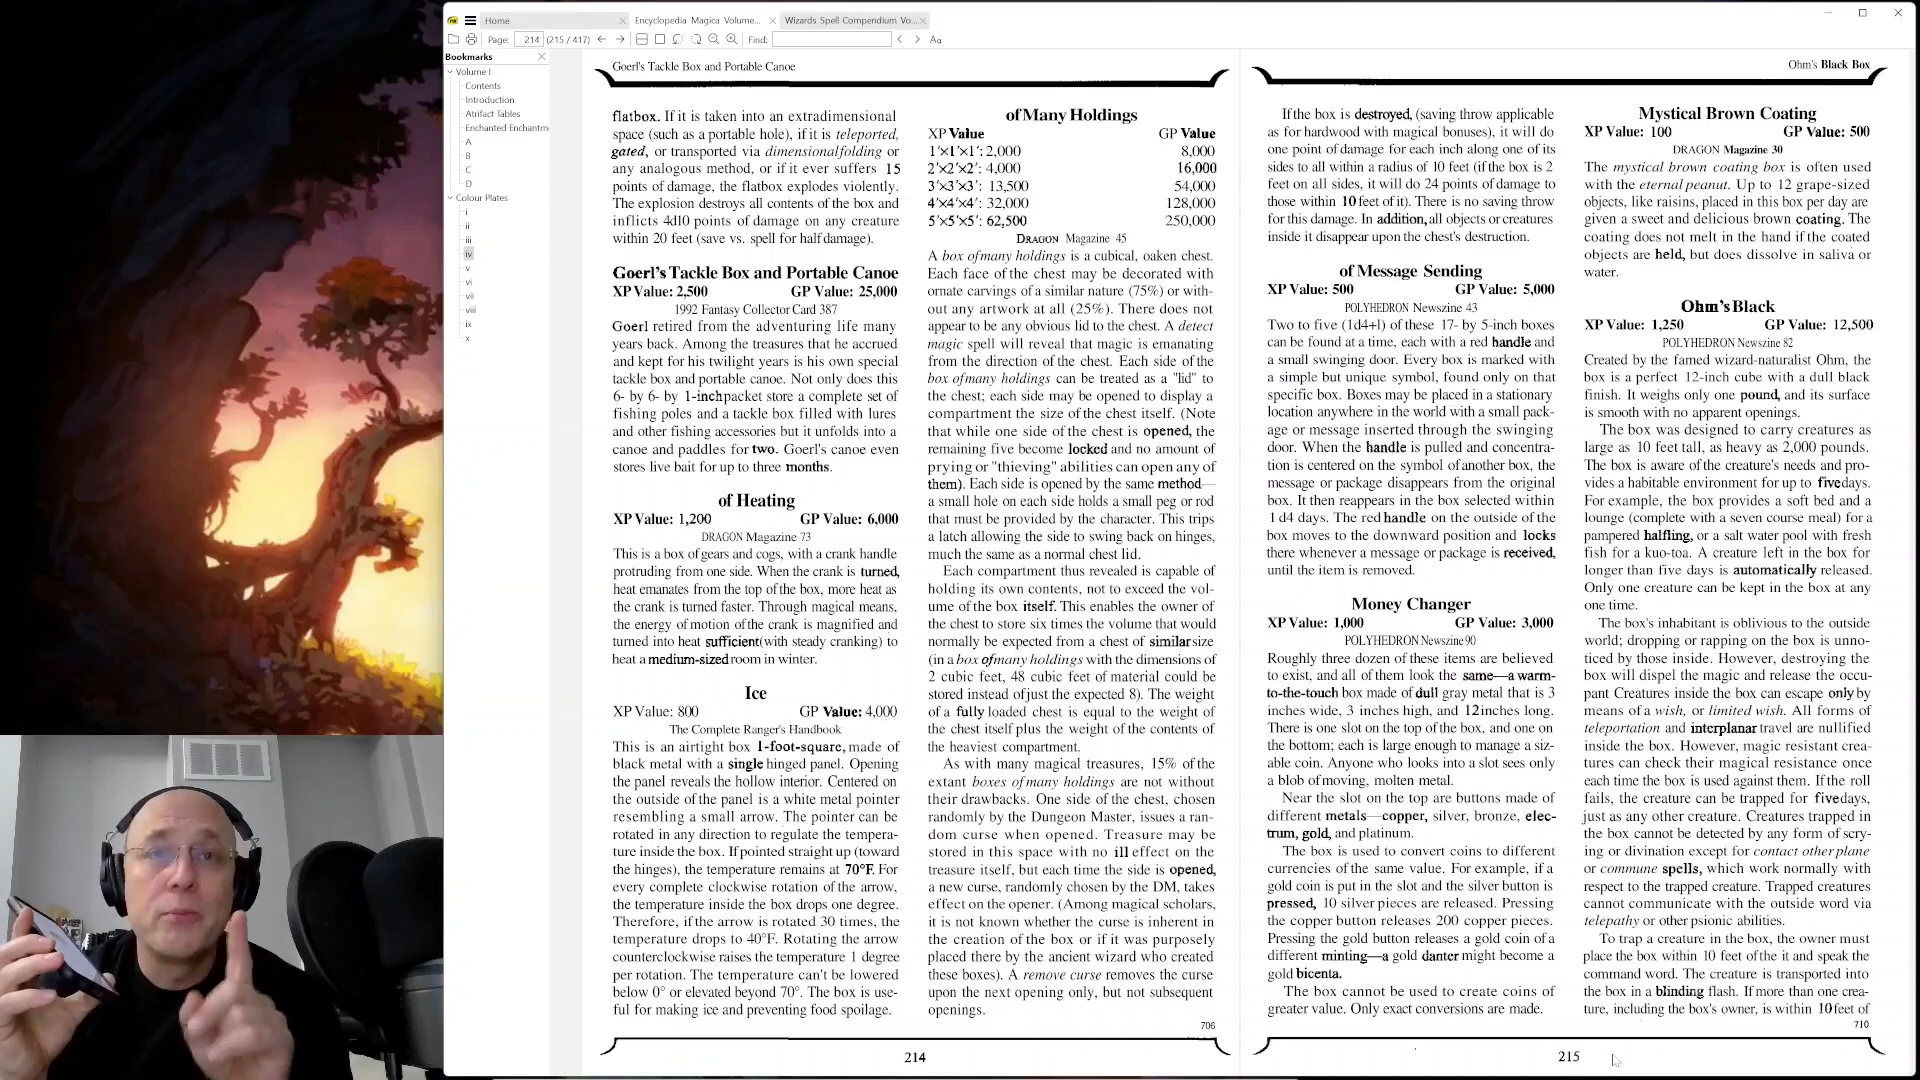 Home
Encyclopedia Magica Volume...
Wizards Spell Compendium Vo...
Page: 214 (215 / 417)
Find:
Aa
Bookmarks
Volume I
Contents
Introduction
Atrifact Tables
Enchanted Enchantm
A
B
C
D
Colour Plates
i
ii
iii
iv
v
vi
vii
viii
ix
x
Goerl's Tackle Box and Portable Canoe
flatbox. If it is taken into an extradimensional
space (such as a portable hole), if it is teleported,
gated, or transported via dimensional folding or
any analogous method, or if it ever suffers 15
points of damage, the flatbox explodes violently.
The explosion destroys all contents of the box and
inflicts 4d10 points of damage on any creature
within 20 feet (save vs. spell for half damage).
Goerl's Tackle Box and Portable Canoe
XP Value: 2,500 GP Value: 25,000
1992 Fantasy Collector Card 387
Goerl retired from the adventuring life many
years back. Among the treasures that he accrued
and kept for his twilight years is his own special
tackle box and portable canoe. Not only does this
6- by 6- by 1-inch packet store a complete set of
fishing poles and a tackle box filled with lures
and other fishing accessories but it unfolds into a
canoe and paddles for two. Goerl's canoe even
stores live bait for up to three months.
of Heating
XP Value: 1,200 GP Value: 6,000
DRAGON Magazine 73
This is a box of gears and cogs, with a crank handle
protruding from one side. When the crank is turned,
heat emanates from the top of the box, more heat as
the crank is turned faster. Through magical means,
the energy of motion of the crank is magnified and
turned into heat sufficient (with steady cranking) to
heat a medium-sized room in winter.
Ice
XP Value: 800 GP Value: 4,000
The Complete Ranger's Handbook
This is an airtight box 1-foot-square, made of
black metal with a single hinged panel. Opening
the panel reveals the hollow interior. Centered on
the outside of the panel is a white metal pointer
resembling a small arrow. The pointer can be
rotated in any direction to regulate the tempera-
ture inside the box. If pointed straight up (toward
the hinges), the temperature remains at 70°F. For
every complete clockwise rotation of the arrow,
the temperature inside the box drops one degree.
Therefore, if the arrow is rotated 30 times, the
temperature drops to 40°F. Rotating the arrow
counterclockwise raises the temperature 1 degree
per rotation. The temperature can't be lowered
below 0° or elevated beyond 70°. The box is use-
ful for making ice and preventing food spoilage.
of Many Holdings
XP Value GP Value
1'×1'×1': 2,000 8,000
2'×2'×2': 4,000 16,000
3'×3'×3': 13,500 54,000
4'×4'×4': 32,000 128,000
5'×5'×5': 62,500 250,000
DRAGON Magazine 45
A box of many holdings is a cubical, oaken chest.
Each face of the chest may be decorated with
ornate carvings of a similar nature (75%) or with-
out any artwork at all (25%). There does not
appear to be any obvious lid to the chest. A detect
magic spell will reveal that magic is emanating
from the direction of the chest. Each side of the
box of many holdings can be treated as a "lid" to
the chest; each side may be opened to display a
compartment the size of the chest itself. (Note
that while one side of the chest is opened, the
remaining five become locked and no amount of
prying or "thieving" abilities can open any of
them). Each side is opened by the same method—
a small hole on each side holds a small peg or rod
that must be provided by the character. This trips
a latch allowing the side to swing back on hinges,
much the same as a normal chest lid.
Each compartment thus revealed is capable of
holding its own contents, not to exceed the vol-
ume of the box itself. This enables the owner of
the chest to store six times the volume that would
normally be expected from a chest of similar size
(in a box of many holdings with the dimensions of
2 cubic feet, 48 cubic feet of material could be
stored instead of just the expected 8). The weight
of a fully loaded chest is equal to the weight of
the chest itself plus the weight of the contents of
the heaviest compartment.
As with many magical treasures, 15% of the
extant boxes of many holdings are not without
their drawbacks. One side of the chest, chosen
randomly by the Dungeon Master, issues a ran-
dom curse when opened. Treasure may be
stored in this space with no ill effect on the
treasure itself, but each time the side is opened,
a new curse, randomly chosen by the DM, takes
effect on the opener. (Among magical scholars,
it is not known whether the curse is inherent in
the creation of the box or if it was purposely
placed there by the ancient wizard who created
these boxes). A remove curse removes the curse
upon the next opening only, but not subsequent
openings.
706
214
Ohm's Black Box
If the box is destroyed, (saving throw applicable
as for hardwood with magical bonuses), it will do
one point of damage for each inch along one of its
sides to all within a radius of 10 feet (if the box is 2
feet on all sides, it will do 24 points of damage to
those within 10 feet of it). There is no saving throw
for this damage. In addition, all objects or creatures
inside it disappear upon the chest's destruction.
of Message Sending
XP Value: 500 GP Value: 5,000
POLYHEDRON Newszine 43
Two to five (1d4+1) of these 17- by 5-inch boxes
can be found at a time, each with a red handle and
a small swinging door. Every box is marked with
a simple but unique symbol, found only on that
specific box. Boxes may be placed in a stationary
location anywhere in the world with a small pack-
age or message inserted through the swinging
door. When the handle is pulled and concentra-
tion is centered on the symbol of another box, the
message or package disappears from the original
box. It then reappears in the box selected within
1d4 days. The red handle on the outside of the
box moves to the downward position and locks
there whenever a message or package is received,
until the item is removed.
Money Changer
XP Value: 1,000 GP Value: 3,000
POLYHEDRON Newszine 90
Roughly three dozen of these items are believed
to exist, and all of them look the same—a warm-
to-the-touch box made of dull gray metal that is 3
inches wide, 3 inches high, and 12 inches long.
There is one slot on the top of the box, and one on
the bottom; each is large enough to manage a siz-
able coin. Anyone who looks into a slot sees only
a blob of moving, molten metal.
Near the slot on the top are buttons made of
different metals—copper, silver, bronze, elec-
trum, gold, and platinum.
The box is used to convert coins to different
currencies of the same value. For example, if a
gold coin is put in the slot and the silver button is
pressed, 10 silver pieces are released. Pressing
the copper button releases 200 copper pieces.
Pressing the gold button releases a gold coin of a
different minting—a gold danter might become a
gold bicenta.
The box cannot be used to create coins of
greater value. Only exact conversions are made.
Mystical Brown Coating
XP Value: 100 GP Value: 500
DRAGON Magazine 30
The mystical brown coating box is often used
with the eternal peanut. Up to 12 grape-sized
objects, like raisins, placed in this box per day are
given a sweet and delicious brown coating. The
coating does not melt in the hand if the coated
objects are held, but does dissolve in saliva or
water.
Ohm's Black
XP Value: 1,250 GP Value: 12,500
POLYHEDRON Newszine 82
Created by the famed wizard-naturalist Ohm, the
box is a perfect 12-inch cube with a dull black
finish. It weighs only one pound, and its surface
is smooth with no apparent openings.
The box was designed to carry creatures as
large as 10 feet tall, as heavy as 2,000 pounds.
The box is aware of the creature's needs and pro-
vides a habitable environment for up to five days.
For example, the box provides a soft bed and a
lounge (complete with a seven course meal) for a
pampered halfling, or a salt water pool with fresh
fish for a kuo-toa. A creature left in the box for
longer than five days is automatically released.
Only one creature can be kept in the box at any
one time.
The box's inhabitant is oblivious to the outside
world; dropping or rapping on the box is unno-
ticed by those inside. However, destroying the
box will dispel the magic and release the occu-
pant Creatures inside the box can escape only by
means of a wish, or limited wish. All forms of
teleportation and interplanar travel are nullified
inside the box. However, magic resistant crea-
tures can check their magical resistance once
each time the box is used against them. If the roll
fails, the creature can be trapped for five days,
just as any other creature. Creatures trapped in
the box cannot be detected by any form of scry-
ing or divination except for contact other plane
or commune spells, which work normally with
respect to the trapped creature. Trapped creatures
cannot communicate with the outside word via
telepathy or other psionic abilities.
To trap a creature in the box, the owner must
place the box within 10 feet of the it and speak the
command word. The creature is transported into
the box in a blinding flash. If more than one crea-
ture, including the box's owner, is within 10 feet of
710
215